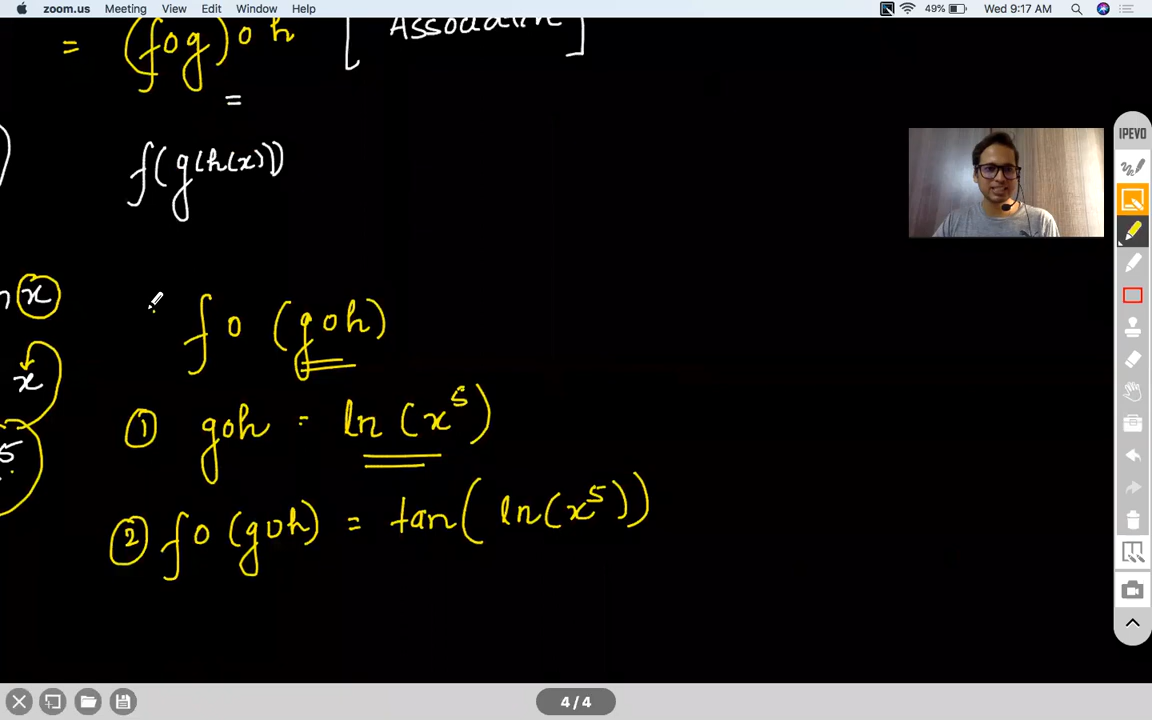 zoom.us Meeting View Edit Window Help 49% Wed 9:17 AM
= (fog) o h [ Associative ]
=
f(g(h(x)))
IPEVO
n x
fo (goh)
x
① goh = ln (x⁵)
5
② fo (goh) = tan( ln(x⁵))
4 / 4